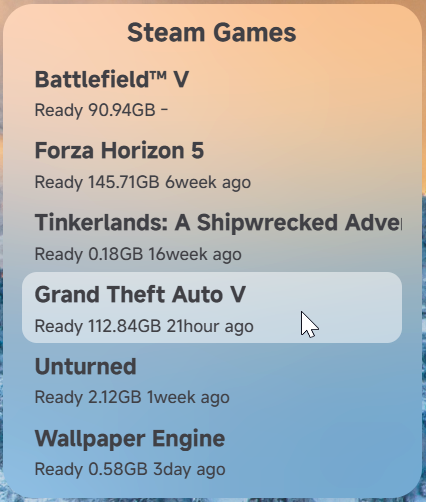 Steam Games
Battlefield™ V
Ready 90.94GB -
Forza Horizon 5
Ready 145.71GB 6week ago
Tinkerlands: A Shipwrecked Adver
Ready 0.18GB 16week ago
Grand Theft Auto V
Ready 112.84GB 21hour ago
Unturned
Ready 2.12GB 1week ago
Wallpaper Engine
Ready 0.58GB 3day ago